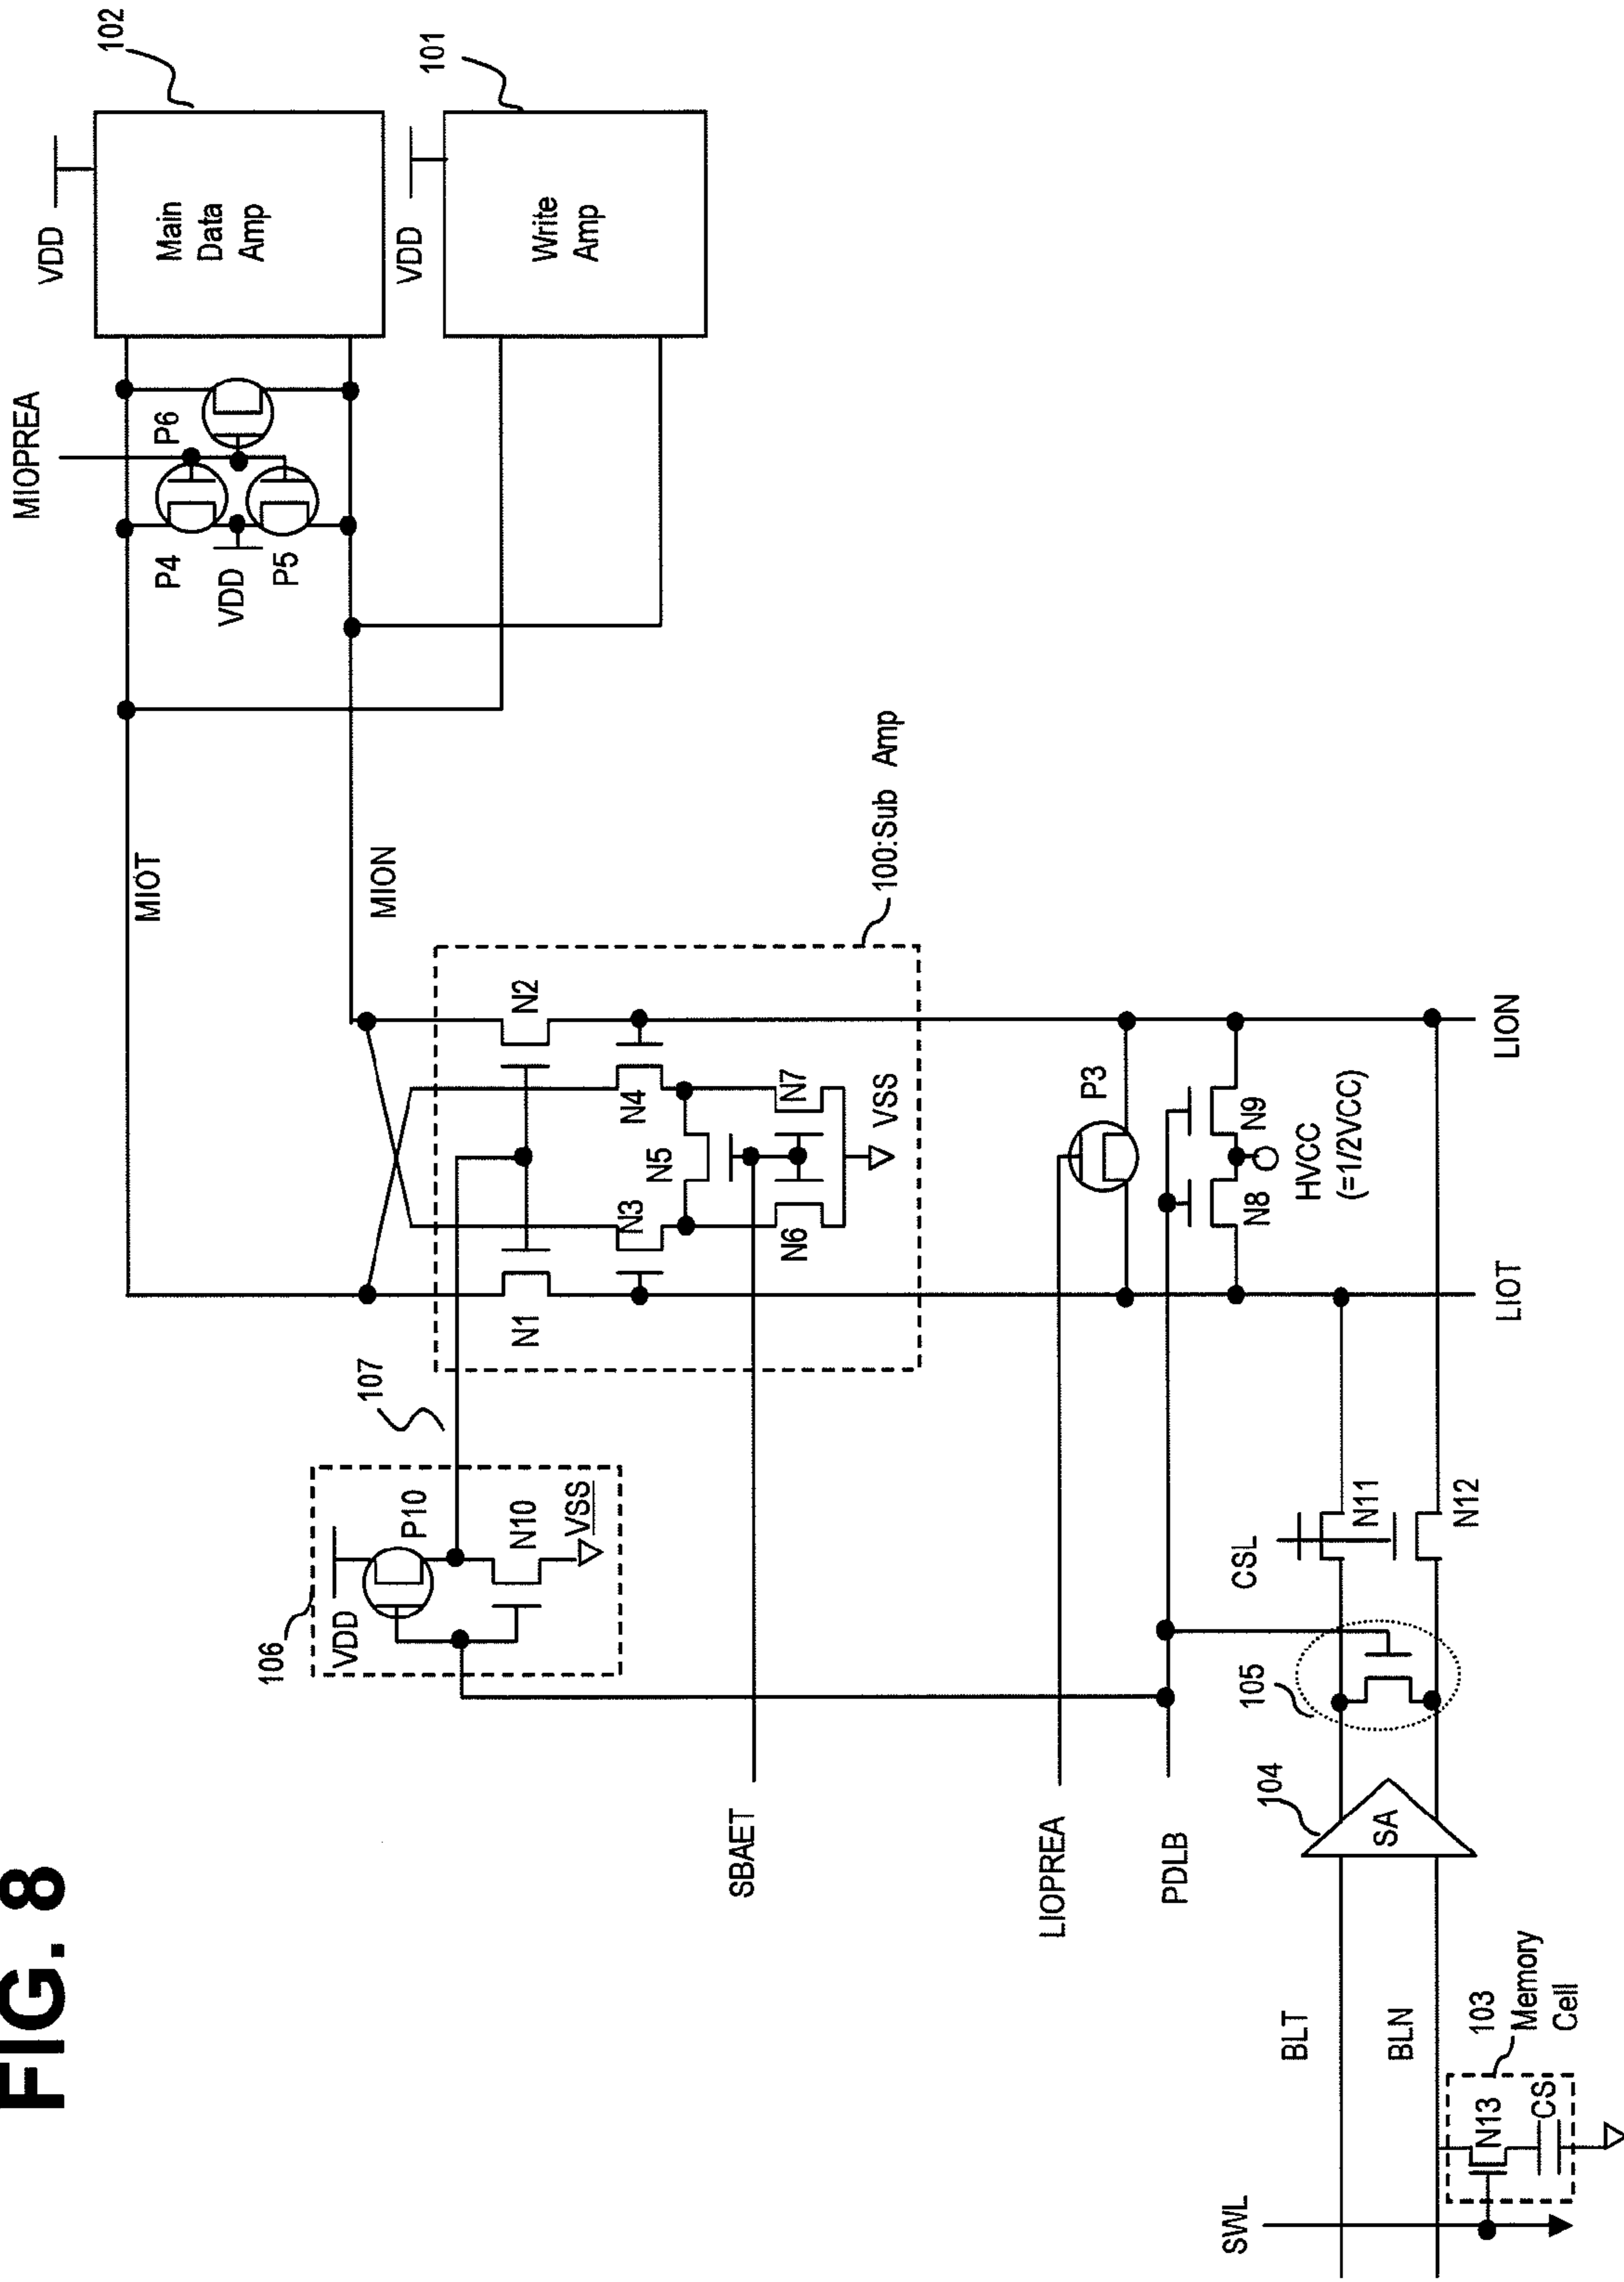 FIG. 8
102
VDD
Main
Data
Amp
101
VDD
Write
Amp
MIOPREA
P6
P4
VDD
P5
MIOT
MION
100:Sub Amp
N2
N4
N7
VSS
N5
N3
N6
N1
107
106
VDD
P10
N10
VSS
SBAET
LIOPREA
PDLB
P3
N9
N8
HVCC
(=1/2VCC)
LION
LIOT
CSL
N11
N12
105
104
SA
BLT
BLN
103
Memory
Cell
N13
CS
SWL